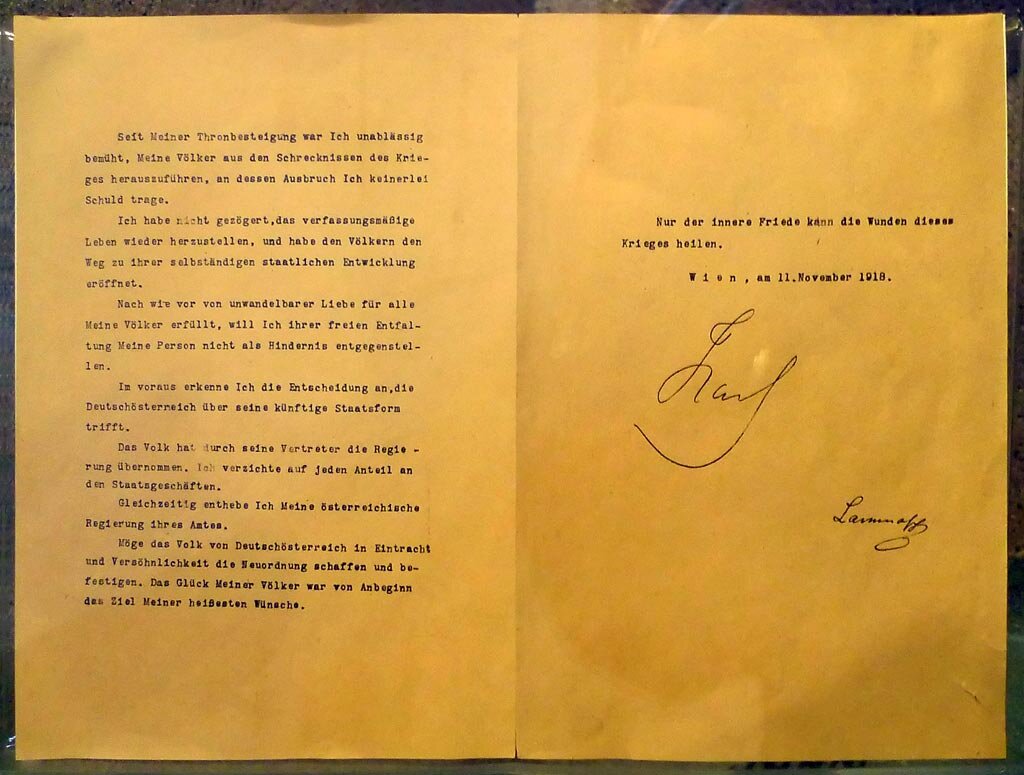 Seit Meiner Thronbesteigung war Ich unablässig
bemüht, Meine Völker aus den Schrecknissen des Krie-
ges herauszuführen, an dessen Ausbruch Ich keinerlei
Schuld trage.
Ich habe nicht gezögert,das verfassungsmäßige
Leben wieder herzustellen, und habe den Völkern den
Weg zu ihrer selbständigen staatlichen Entwicklung
eröffnet.
Nach wie vor von unwandelbarer Liebe für alle
Meine Völker erfüllt, will Ich ihrer freien Entfal-
tung Meine Person nicht als Hindernis entgegenstel-
len.
Im voraus erkenne Ich die Entscheidung an,die
Deutschösterreich über seine künftige Staatsform
trifft.
Das Volk hat durch seine Vertreter die Regie -
rung übernommen. Ich verzichte auf jeden Anteil an
den Staatsgeschäften.
Gleichzeitig enthebe Ich Meine österreichische
Regierung ihres Amtes.
Möge das Volk von Deutschösterreich in Eintracht
und Versöhnlichkeit die Neuordnung schaffen und be-
festigen. Das Glück Meiner Völker war von Anbeginn
das Ziel Meiner heißesten Wünsche.
Nur der innere Friede kann die Wunden dieses
Krieges heilen.
W i e n , am 11.November 1918.
Karl
Lammasch